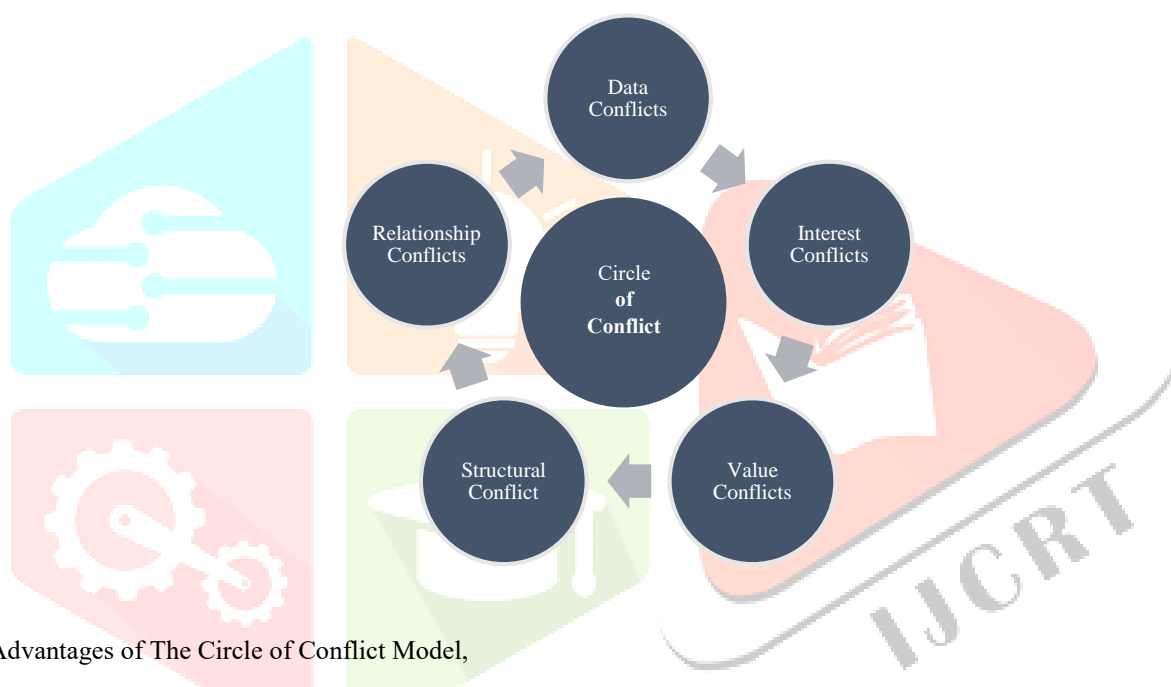 Data
Conflicts
Relationship
Conflicts
Interest
Conflicts
Circle
of
Conflict
Structural
Conflict
Value
Conflicts
IJCRT
Advantages of The Circle of Conflict Model,